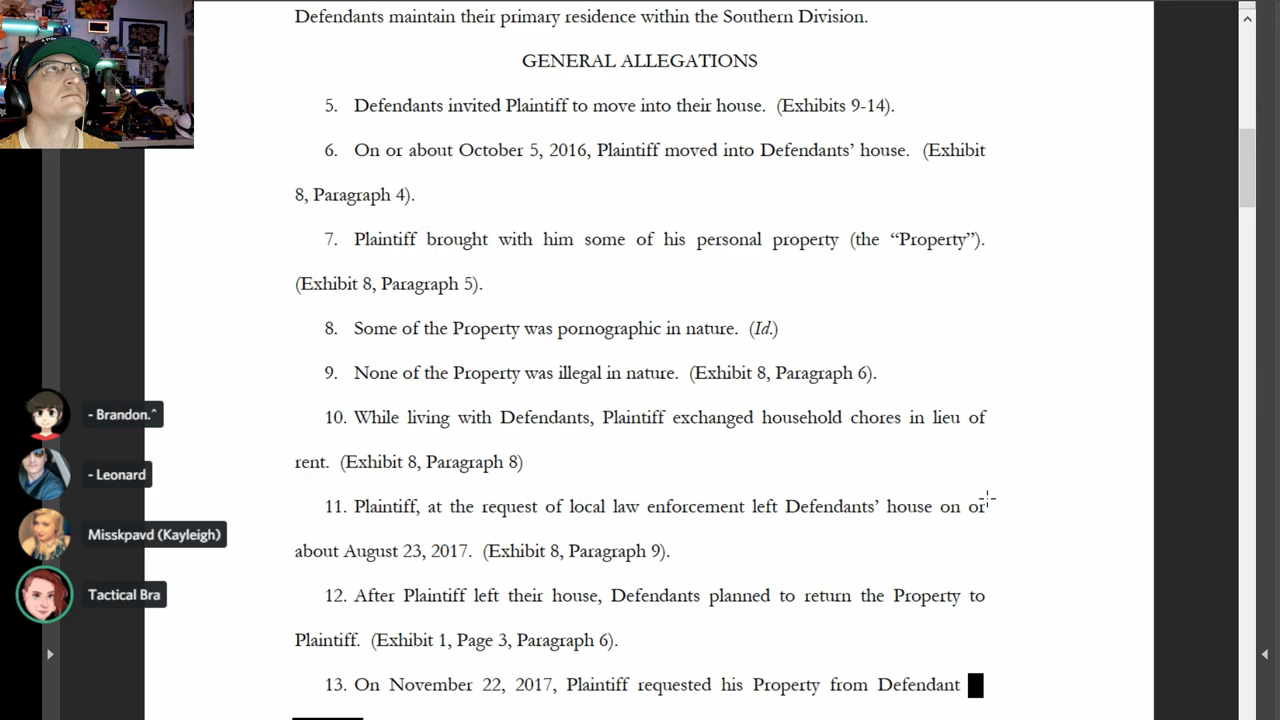 Defendants maintain their primary residence within the Southern Division.
GENERAL ALLEGATIONS
5. Defendants invited Plaintiff to move into their house. (Exhibits 9-14).
6. On or about October 5, 2016, Plaintiff moved into Defendants’ house. (Exhibit
8, Paragraph 4).
7. Plaintiff brought with him some of his personal property (the “Property”).
(Exhibit 8, Paragraph 5).
8. Some of the Property was pornographic in nature. (Id.)
9. None of the Property was illegal in nature. (Exhibit 8, Paragraph 6).
10. While living with Defendants, Plaintiff exchanged household chores in lieu of
rent. (Exhibit 8, Paragraph 8)
11. Plaintiff, at the request of local law enforcement left Defendants’ house on or
about August 23, 2017. (Exhibit 8, Paragraph 9).
12. After Plaintiff left their house, Defendants planned to return the Property to
Plaintiff. (Exhibit 1, Page 3, Paragraph 6).
13. On November 22, 2017, Plaintiff requested his Property from Defendant
- Brandon.^
- Leonard
Misskpavd (Kayleigh)
Tactical Bra